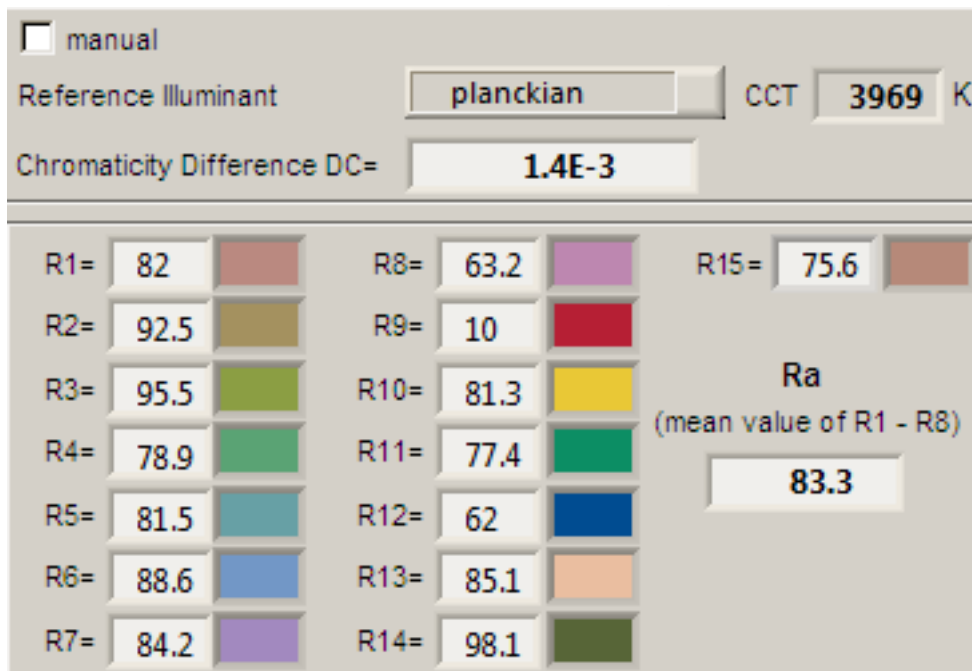 manual
Reference Illuminant planckian CCT 3969 K
Chromaticity Difference DC= 1.4E-3
R1= 82 R8= 63.2 R15= 75.6
R2= 92.5 R9= 10
R3= 95.5 R10= 81.3 Ra
(mean value of R1 - R8)
R4= 78.9 R11= 77.4
83.3
R5= 81.5 R12= 62
R6= 88.6 R13= 85.1
R7= 84.2 R14= 98.1